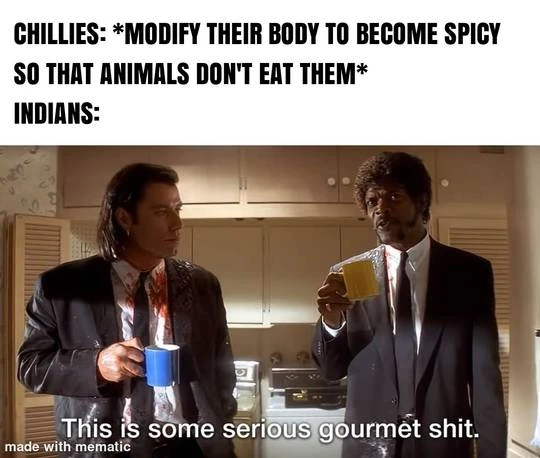 CHILLIES: *MODIFY THEIR BODY TO BECOME SPICY
SO THAT ANIMALS DON'T EAT THEM*
INDIANS:
This is some serious gourmet shit.
made with mematic